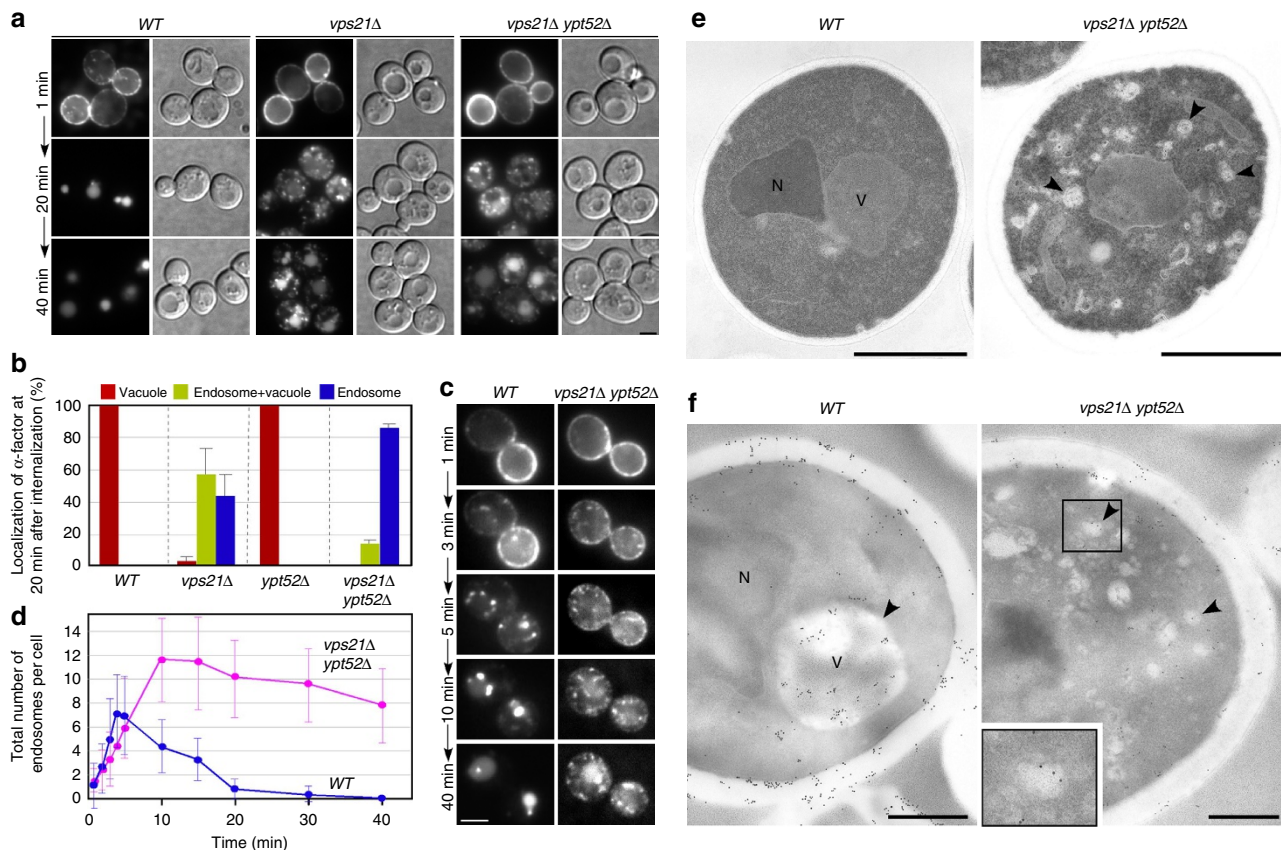 a
WT
vps21Δ
vps21Δ ypt52Δ
1 min
20 min
40 min
b
Vacuole
Endosome+vacuole
Endosome
Localization of α-factor at
20 min after internalization (%)
100
80
60
40
20
0
WT
vps21Δ
ypt52Δ
vps21Δ
ypt52Δ
c
WT
vps21Δ ypt52Δ
1 min
3 min
5 min
10 min
40 min
d
Total number of
endosomes per cell
14
12
10
8
6
4
2
0
vps21Δ
ypt52Δ
WT
0
10
20
30
40
Time (min)
e
WT
vps21Δ ypt52Δ
N
V
f
WT
vps21Δ ypt52Δ
N
V